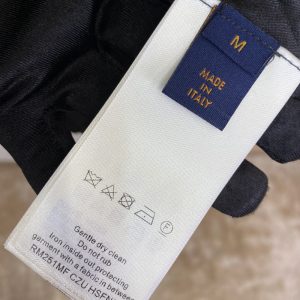 M
MADE
IN
ITALY
P
Gentle dry clean
Do not rub
Iron inside out, protecting
garment with a fabric in between
RM251MF CZU HSFN